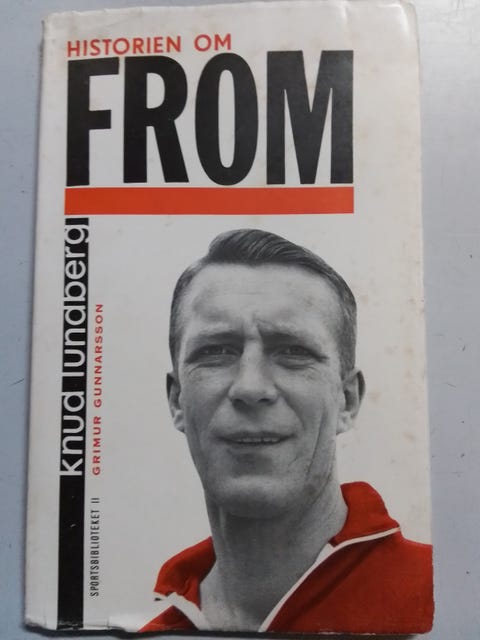 HISTORIEN OM
FROM
knud lundberg
GRIMUR GUNNARSSON
SPORTSBIBLIOTEKET II